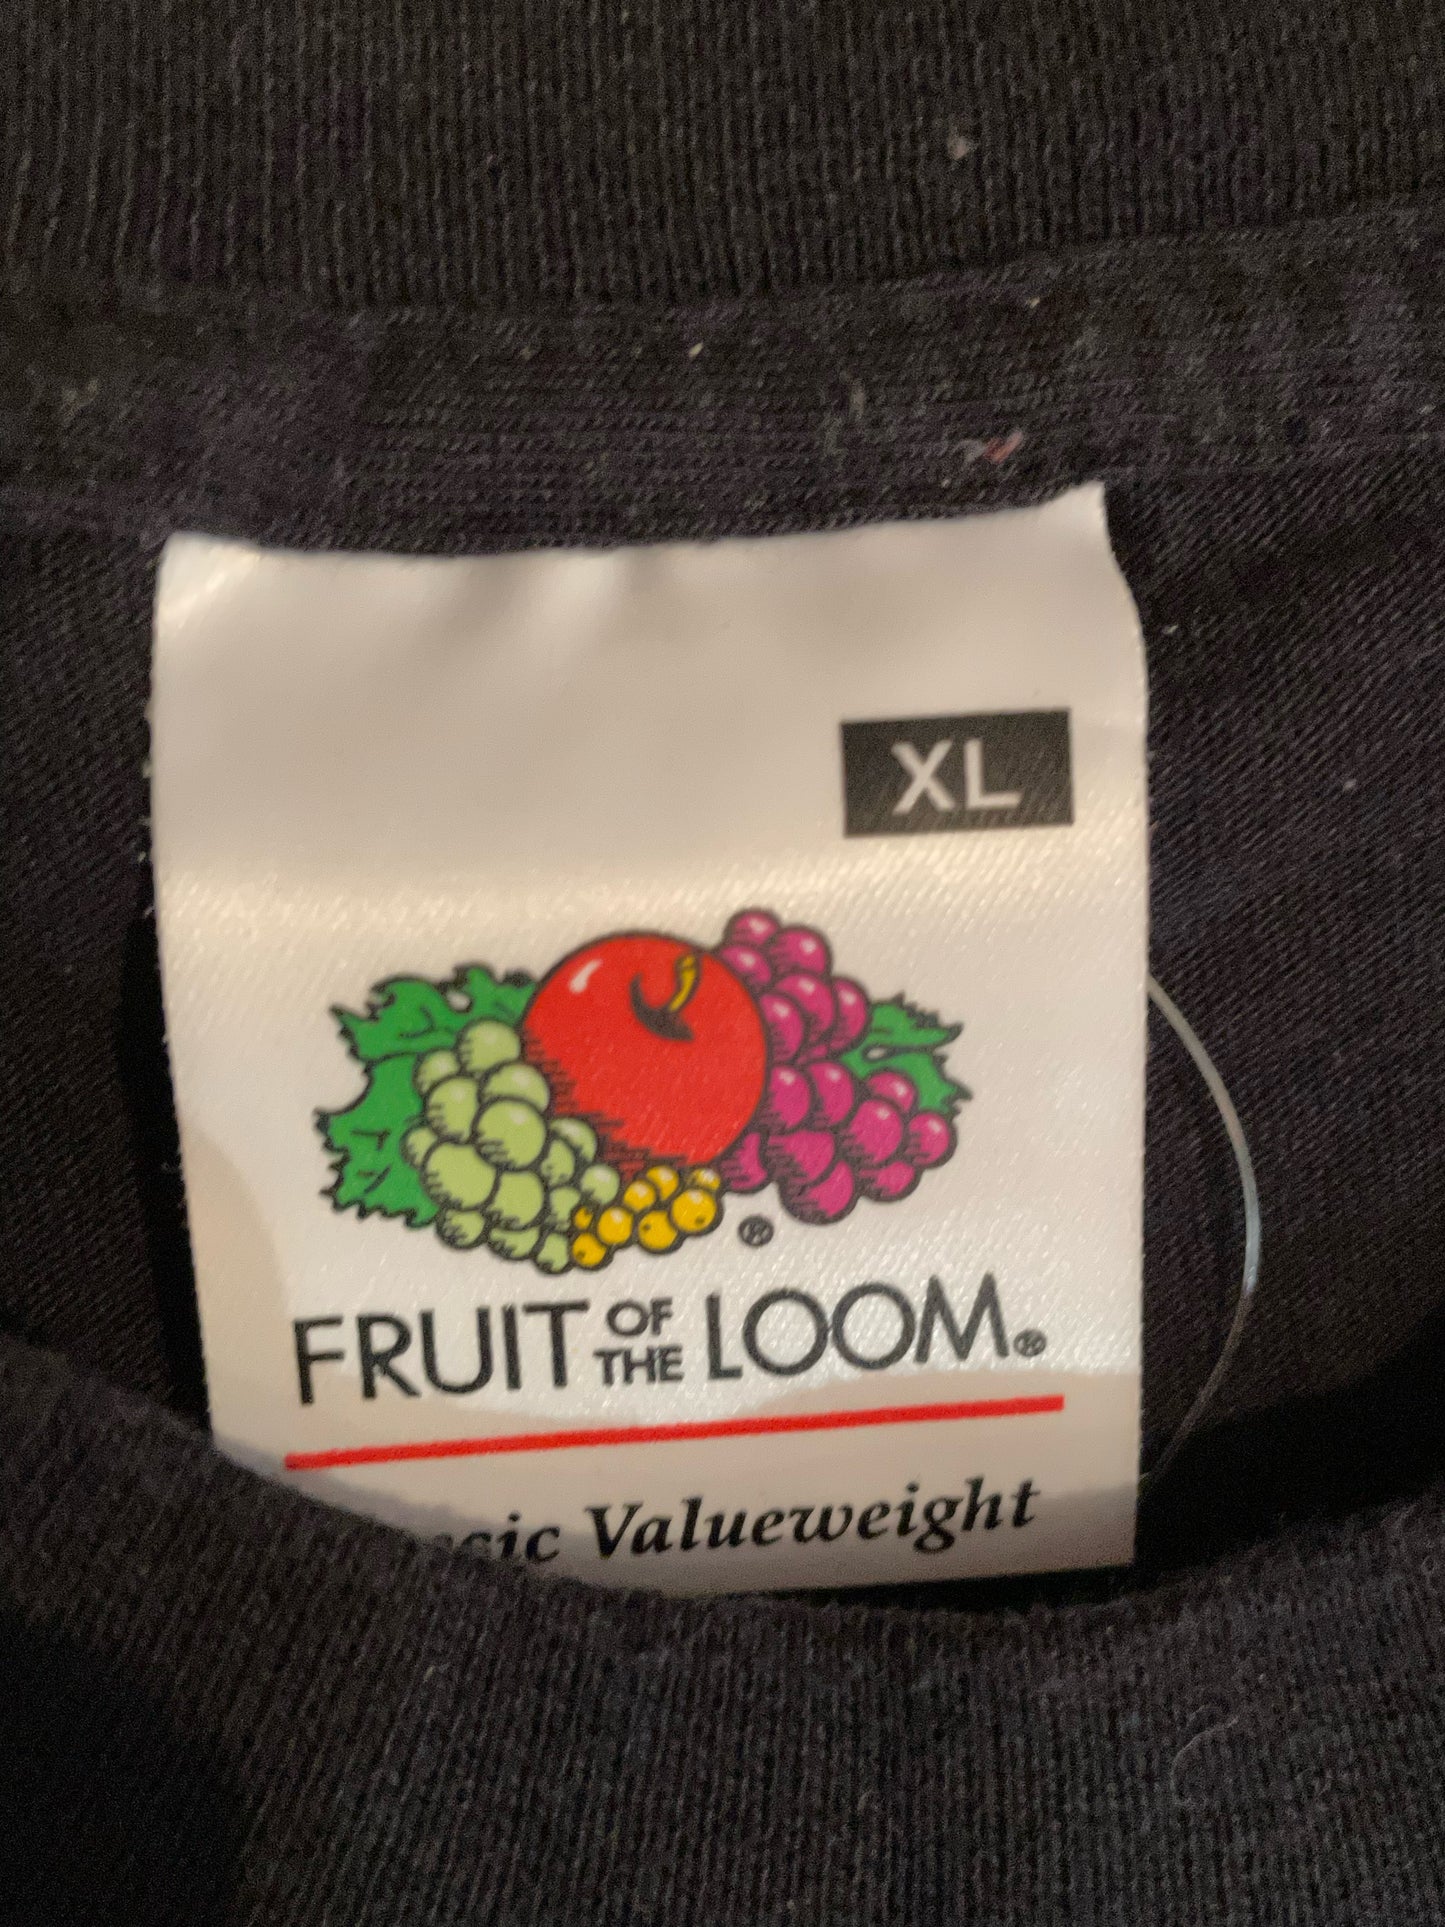 XL
®
FRUIT OF THE LOOM®
Valueweight